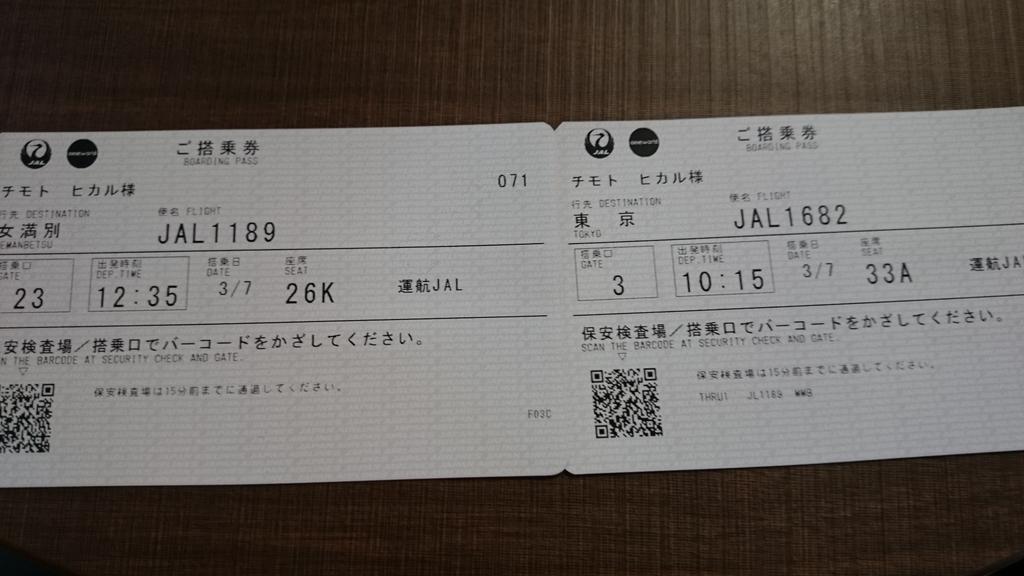 JAL
oneworld
ご搭乗券
BOARDING PASS
チモト ヒカル様
071
行先 DESTINATION
便名 FLIGHT
女満別
EMANBETSU
JAL1189
搭乗口
GATE
23
出発時刻
DEP.TIME
12:35
搭乗日
DATE
3/7
座席
SEAT
26K
運航JAL
安検査場/搭乗口でバーコードをかざしてください。
N THE BARCODE AT SECURITY CHECK AND GATE.
▽
保安検査場は15分前までに通過してください。
F03C
JAL
oneworld
ご搭乗券
BOARDING PASS
チモト ヒカル様
行先 DESTINATION
便名 FLIGHT
東 京
TOKYO
JAL1682
搭乗口
GATE
3
出発時刻
DEP.TIME
10:15
搭乗日
DATE
3/7
座席
SEAT
33A
運航JA
保安検査場/搭乗口でバーコードをかざしてください。
SCAN THE BARCODE AT SECURITY CHECK AND GATE.
▽
保安検査場は15分前までに通過してください。
THRU1 JL1189 MMB